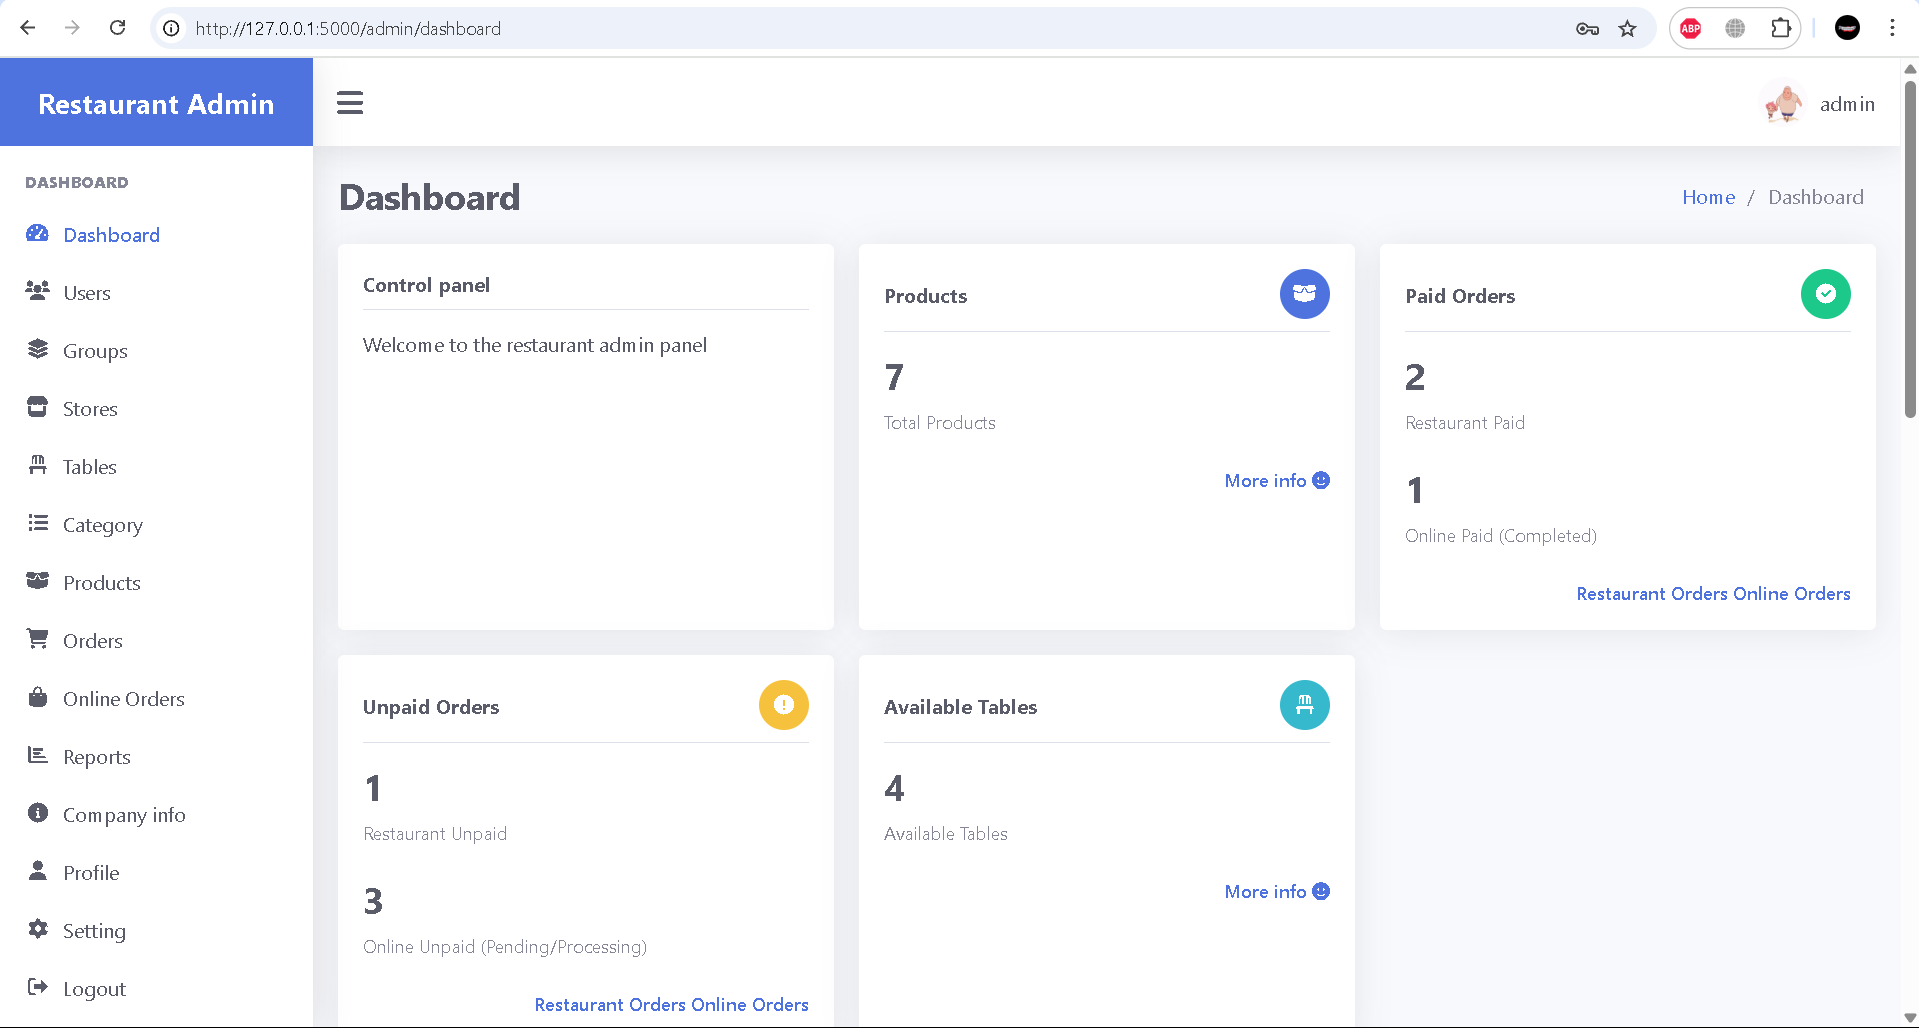 http://127.0.0.1:5000/admin/dashboard
ABP
Restaurant Admin
admin
DASHBOARD
Dashboard
Users
Groups
Stores
Tables
Category
Products
Orders
Online Orders
Reports
Company info
Profile
Setting
Logout
Dashboard
Home / Dashboard
Control panel
Welcome to the restaurant admin panel
Products
7
Total Products
More info
Paid Orders
2
Restaurant Paid
1
Online Paid (Completed)
Restaurant Orders Online Orders
Unpaid Orders
1
Restaurant Unpaid
3
Online Unpaid (Pending/Processing)
Restaurant Orders Online Orders
Available Tables
4
Available Tables
More info